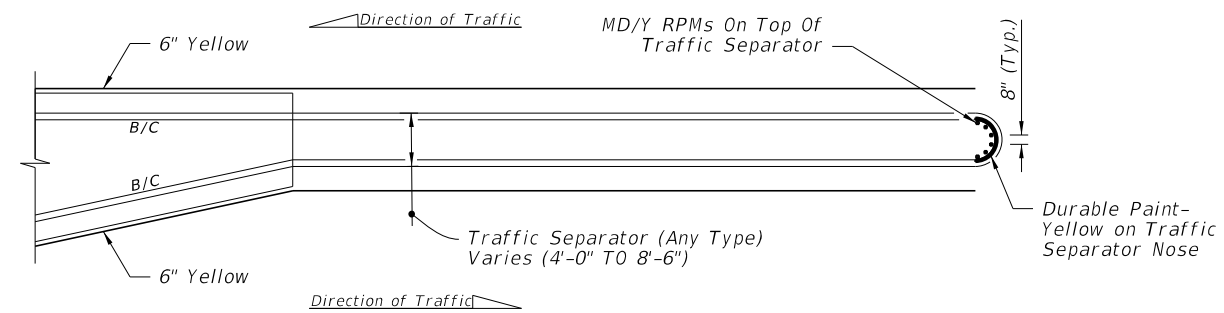 Direction of Traffic
MD/Y RPMs On Top Of
Traffic Separator
6" Yellow
8" (Typ.)
B/C
B/C
Durable Paint-
Yellow on Traffic
Separator Nose
Traffic Separator (Any Type)
Varies (4'-0" TO 8'-6")
6" Yellow
Direction of Traffic